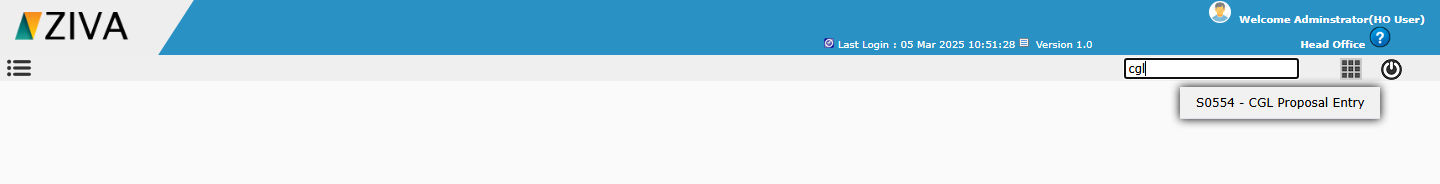 ZIVA
Welcome Adminstrator(HO User)
Last Login : 05 Mar 2025 10:51:28 Version 1.0
Head Office ?
cgl
S0554 - CGL Proposal Entry